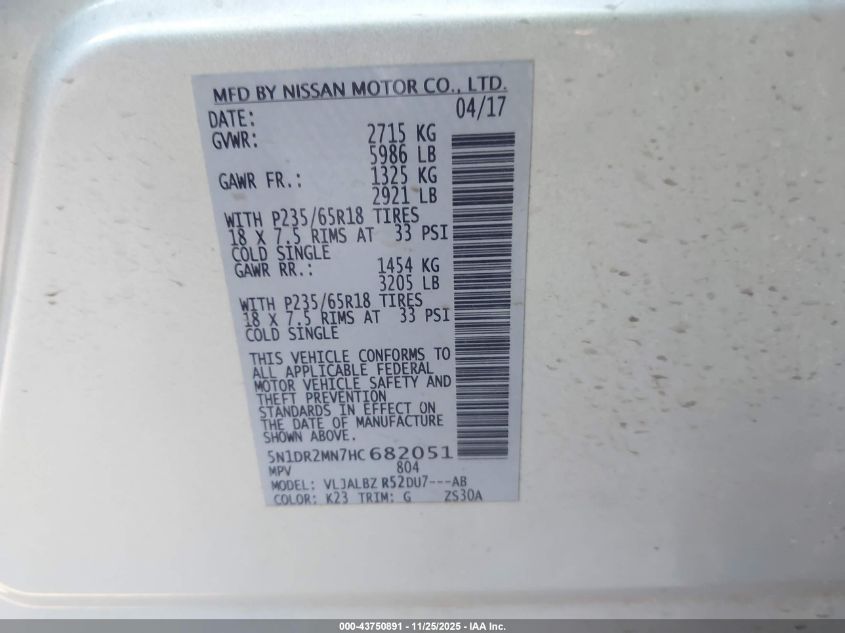 MFD BY NISSAN MOTOR CO., LTD.
DATE: 04/17
GVWR: 2715 KG
5986 LB
GAWR FR.: 1325 KG
2921 LB
WITH P235/65R18 TIRES
18 X 7.5 RIMS AT 33 PSI
COLD SINGLE
GAWR RR.: 1454 KG
3205 LB
WITH P235/65R18 TIRES
18 X 7.5 RIMS AT 33 PSI
COLD SINGLE
THIS VEHICLE CONFORMS TO
ALL APPLICABLE FEDERAL
MOTOR VEHICLE SAFETY AND
THEFT PREVENTION
STANDARDS IN EFFECT ON
THE DATE OF MANUFACTURE
SHOWN ABOVE.
5N1DR2MN7HC682051
MPV 804
MODEL: VLJALBZ R52DU7---AB
COLOR: K23 TRIM: G ZS30A
000-43750891 - 11/25/2025 - IAA Inc.